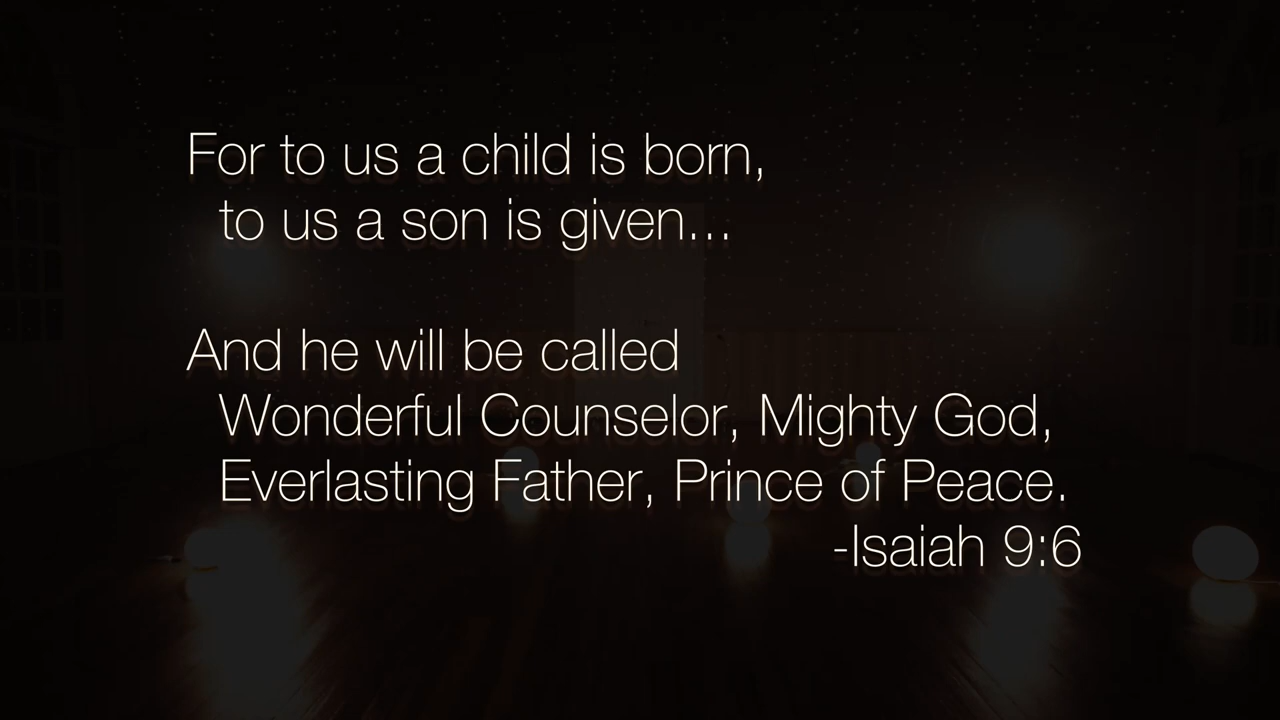 For to us a child is born,
to us a son is given...
And he will be called
Wonderful Counselor, Mighty God,
Everlasting Father, Prince of Peace.
-Isaiah 9:6